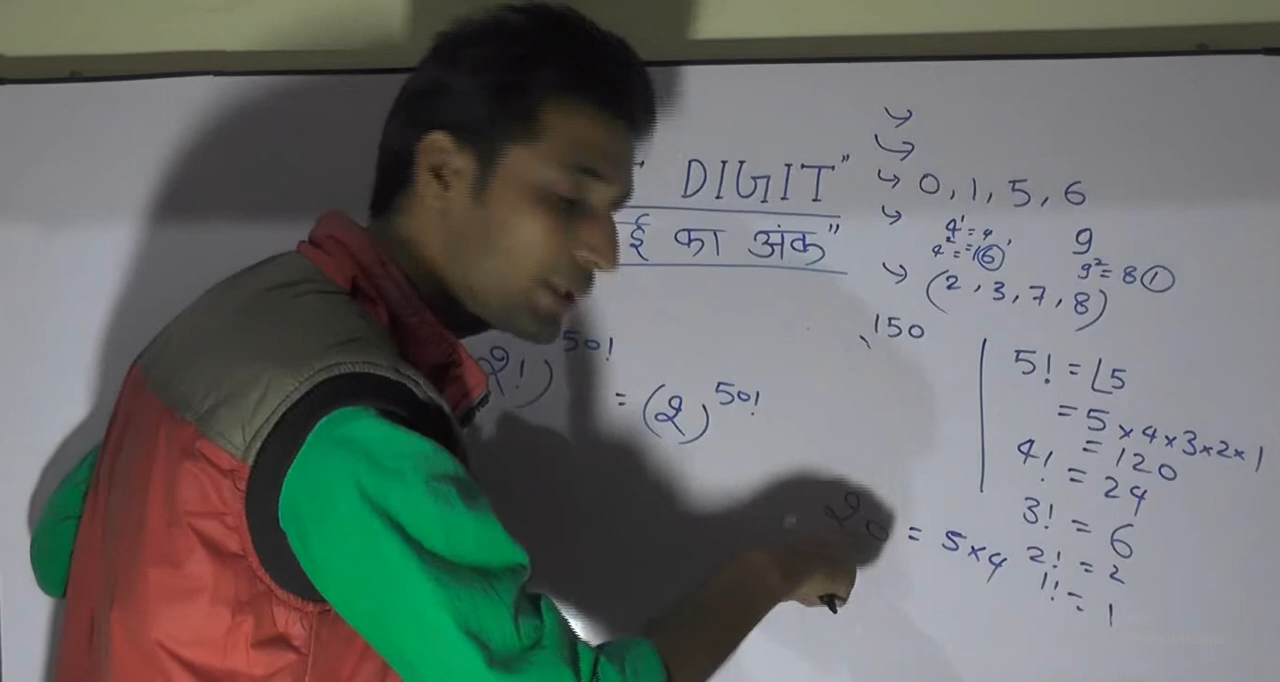 " DIGIT"
ई का अंक"
→ 0, 1, 5, 6
4¹ = 4
4² = 16
9
9² = 81
→ (2, 3, 7, 8)
150
2!)^50!
= (2)^50!
5! = ⌊5
= 5 × 4 × 3 × 2 × 1
= 120
4! = 24
3! = 6
2! = 2
1! = 1
20 = 5 × 4